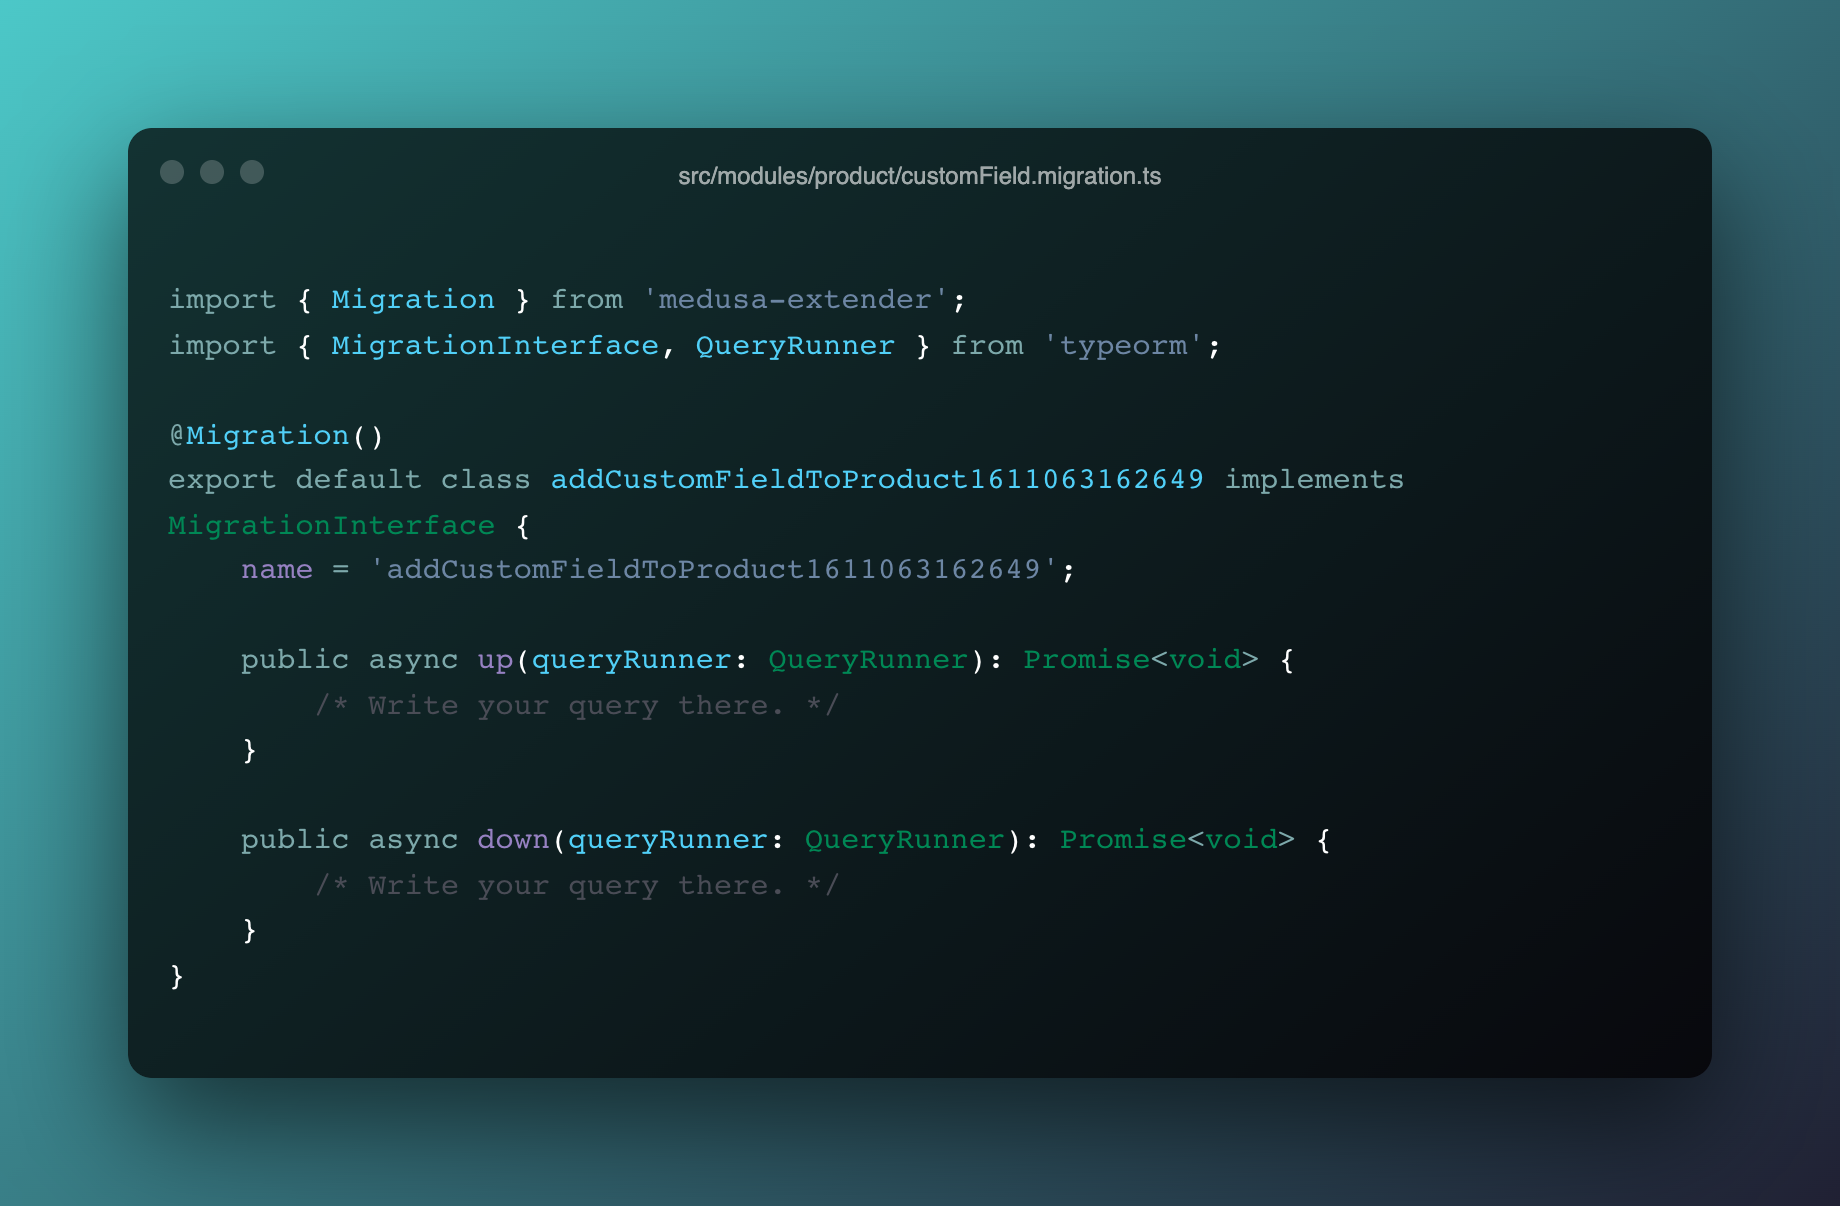 src/modules/product/customField.migration.ts
import { Migration } from 'medusa-extender';
import { MigrationInterface, QueryRunner } from 'typeorm';
@Migration()
export default class addCustomFieldToProduct1611063162649 implements
MigrationInterface {
    name = 'addCustomFieldToProduct1611063162649';
    public async up(queryRunner: QueryRunner): Promise<void> {
        /* Write your query there. */
    }
    public async down(queryRunner: QueryRunner): Promise<void> {
        /* Write your query there. */
    }
}